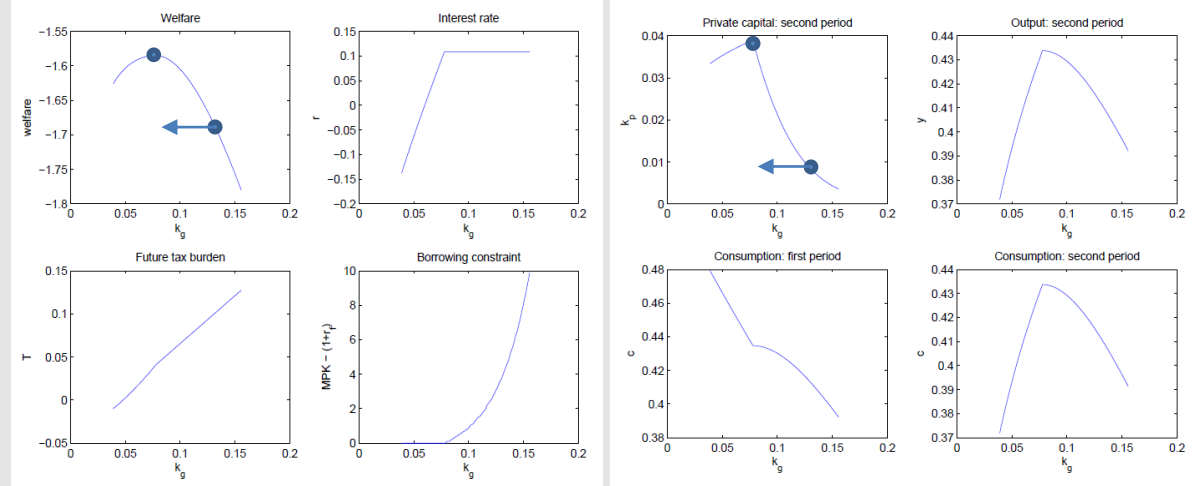 Welfare
−1.55
−1.6
−1.65
−1.7
−1.75
−1.8
welfare
0 0.05 0.1 0.15 0.2
k_g
Interest rate
0.15
0.1
0.05
0
−0.05
−0.1
−0.15
−0.2
r
0 0.05 0.1 0.15 0.2
k_g
Future tax burden
0.15
0.1
0.05
0
−0.05
T
0 0.05 0.1 0.15 0.2
k_g
Borrowing constraint
10
8
6
4
2
0
MPK − (1+r_f)
0 0.05 0.1 0.15 0.2
k_g
Private capital: second period
0.04
0.03
0.02
0.01
0
k_p
0 0.05 0.1 0.15 0.2
k_g
Output: second period
0.44
0.43
0.42
0.41
0.4
0.39
0.38
0.37
y
0 0.05 0.1 0.15 0.2
k_g
Consumption: first period
0.48
0.46
0.44
0.42
0.4
0.38
c
0 0.05 0.1 0.15 0.2
k_g
Consumption: second period
0.44
0.43
0.42
0.41
0.4
0.39
0.38
0.37
c
0 0.05 0.1 0.15 0.2
k_g